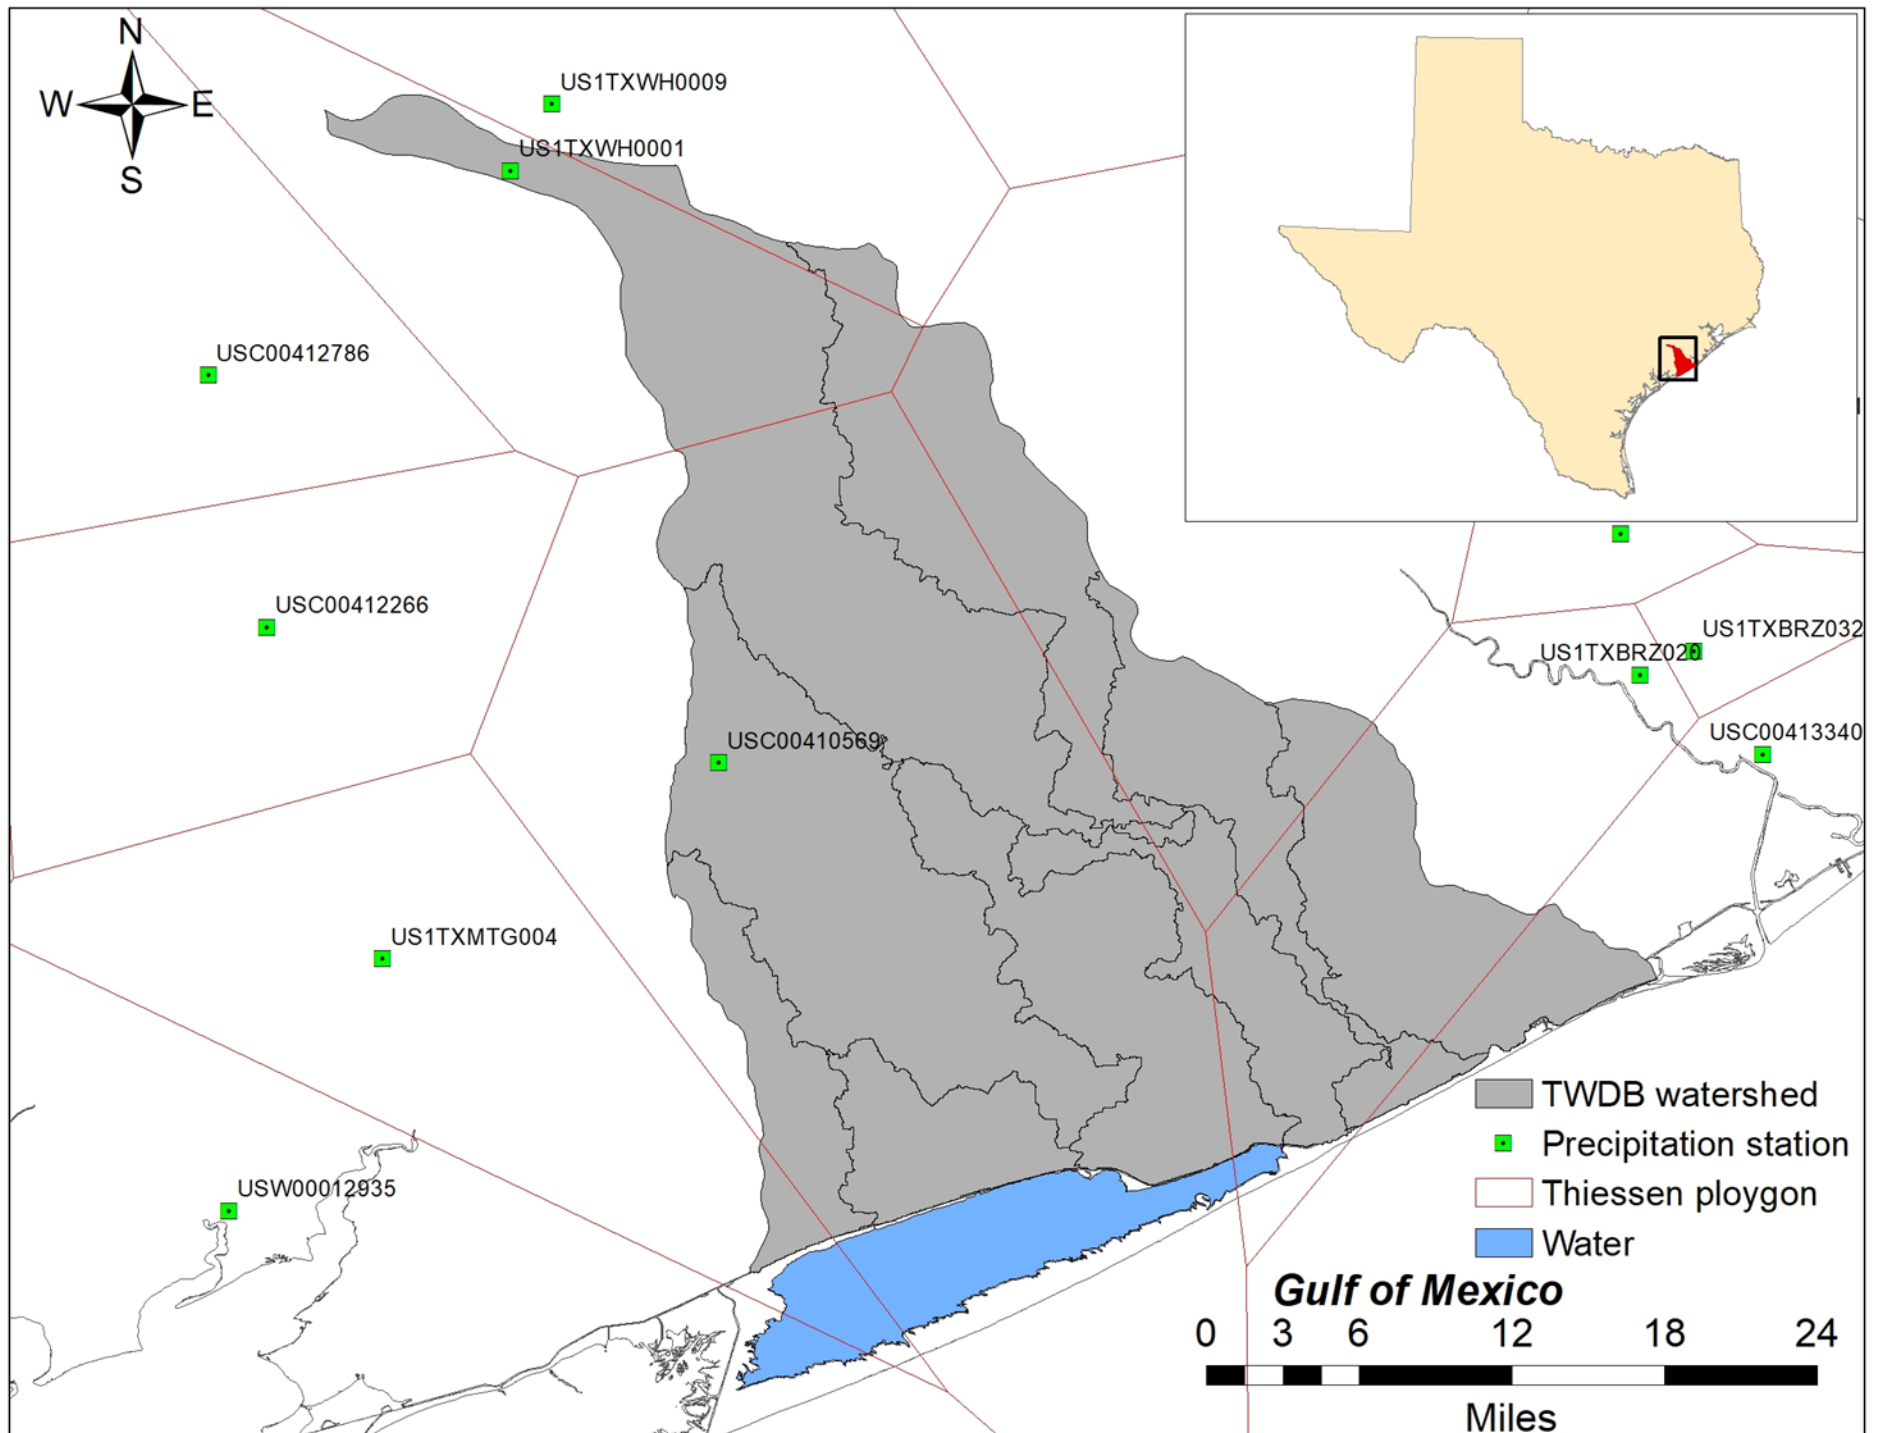 N
W E
S
US1TXWH0009
US1TXWH0001
USC00412786
USC00412266
US1TXBRZ032
US1TXBRZ020
USC00413340
USC00410569
US1TXMTG004
USW00012935
TWDB watershed
Precipitation station
Thiessen ploygon
Water
Gulf of Mexico
0 3 6 12 18 24
Miles